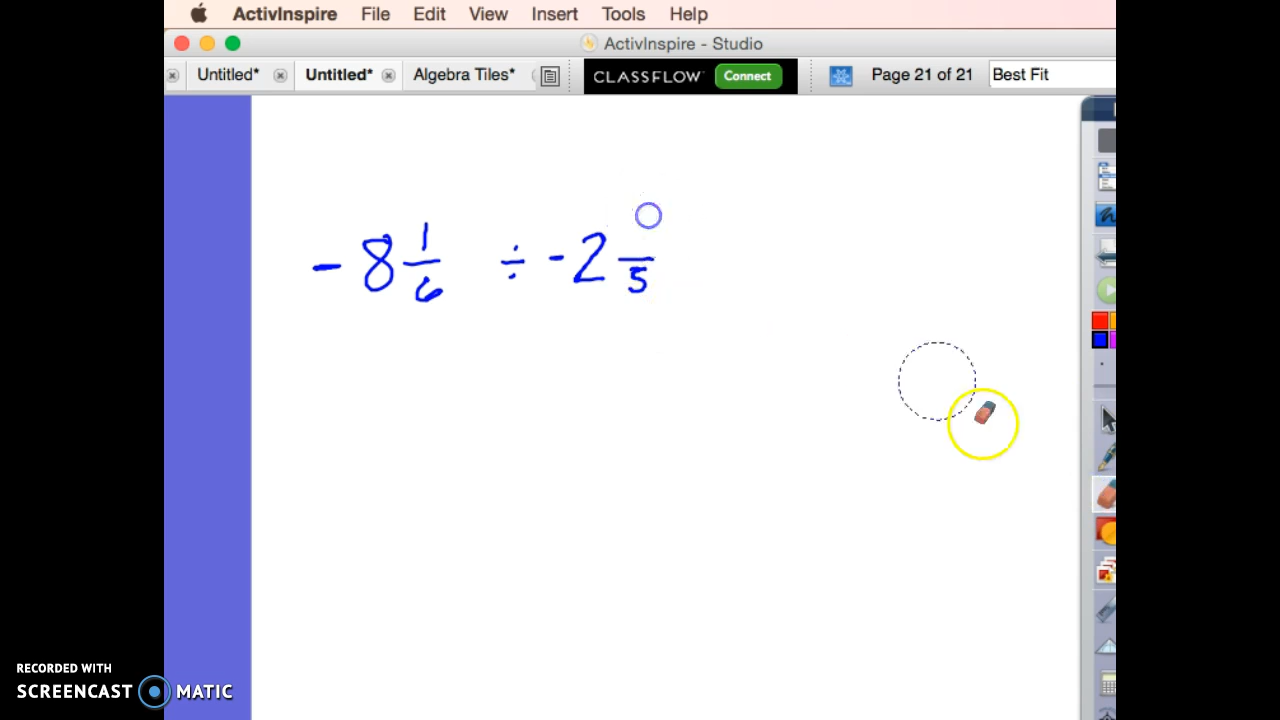 ActivInspire File Edit View Insert Tools Help
ActivInspire - Studio
Untitled* Untitled* Algebra Tiles* CLASSFLOW Connect Page 21 of 21 Best Fit
- 8 1/6 ÷ -2 /5
RECORDED WITH
SCREENCAST MATIC